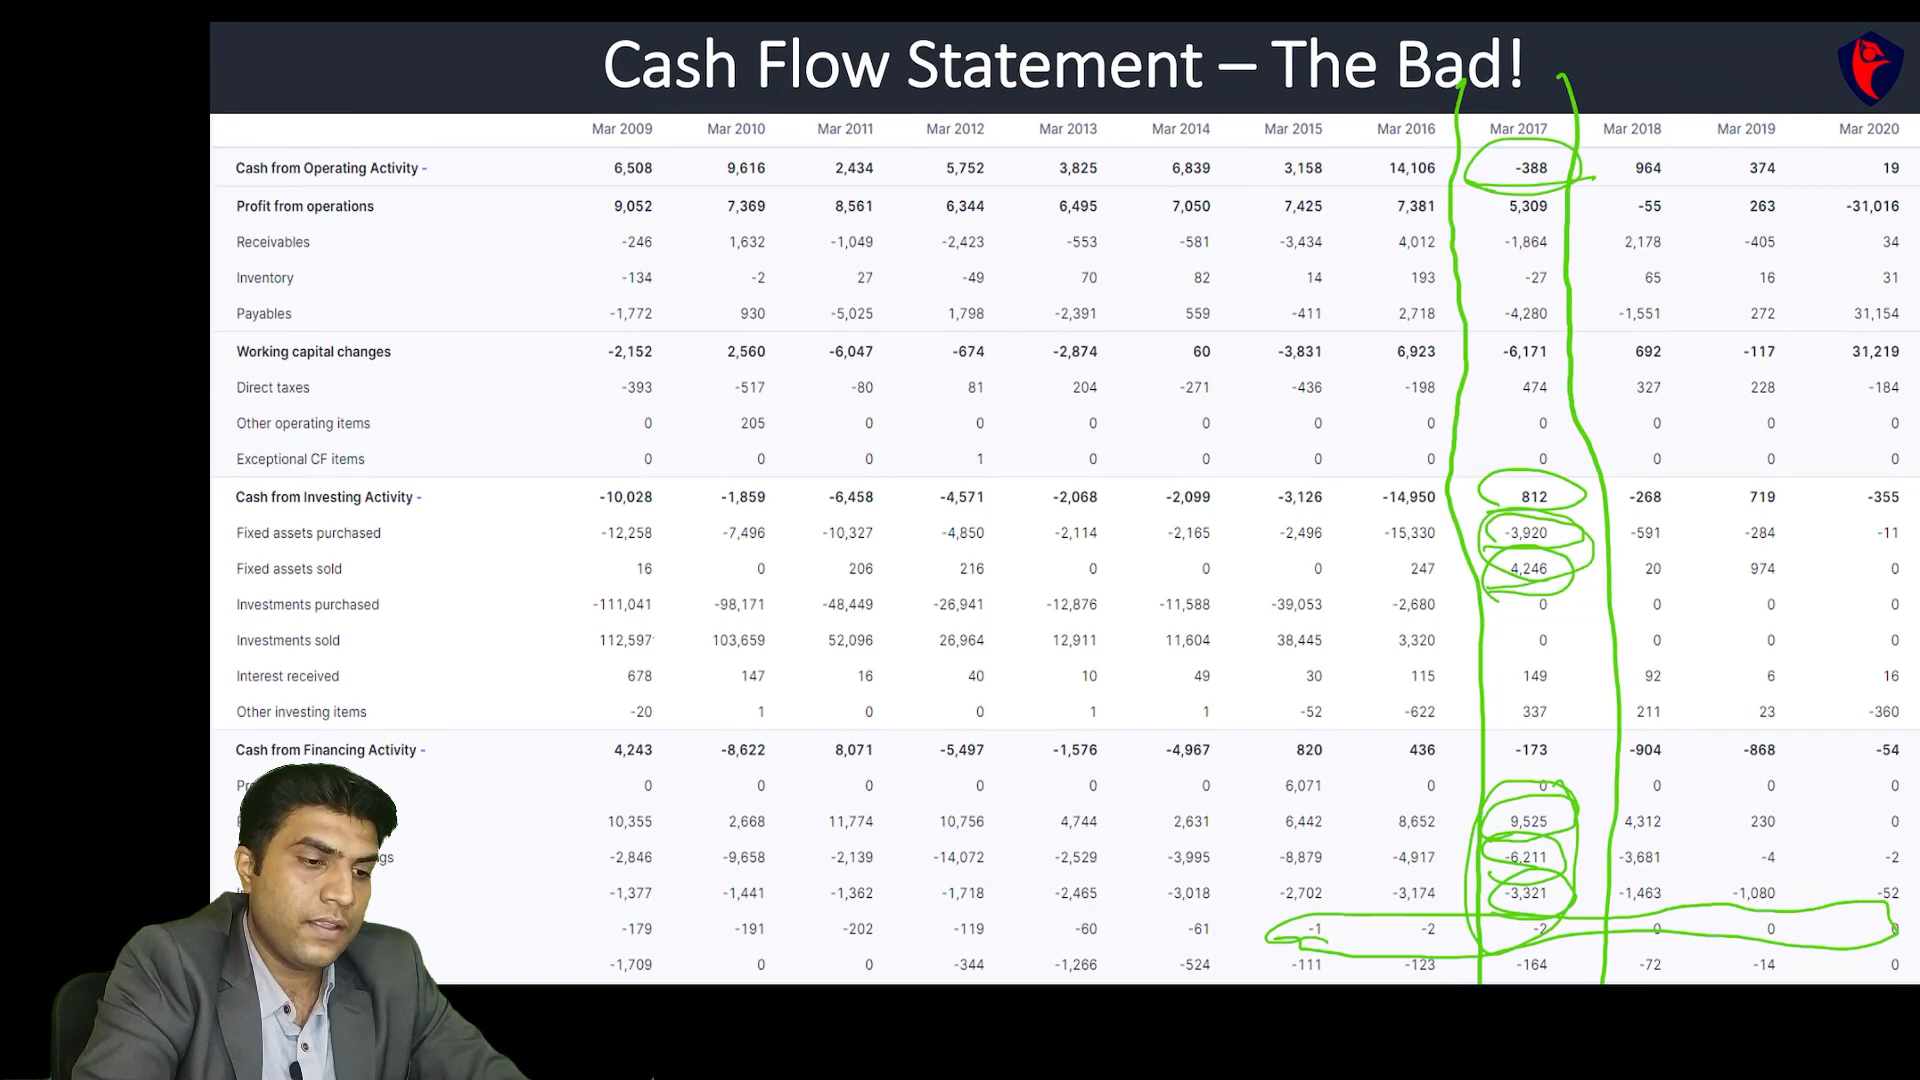 Cash Flow Statement – The Bad!
Mar 2009 Mar 2010 Mar 2011 Mar 2012 Mar 2013 Mar 2014 Mar 2015 Mar 2016 Mar 2017 Mar 2018 Mar 2019 Mar 2020
Cash from Operating Activity - 6,508 9,616 2,434 5,752 3,825 6,839 3,158 14,106 -388 964 374 19
Profit from operations 9,052 7,369 8,561 6,344 6,495 7,050 7,425 7,381 5,309 -55 263 -31,016
Receivables -246 1,632 -1,049 -2,423 -553 -581 -3,434 4,012 -1,864 2,178 -405 34
Inventory -134 -2 27 -49 70 82 14 193 -27 65 16 31
Payables -1,772 930 -5,025 1,798 -2,391 559 -411 2,718 -4,280 -1,551 272 31,154
Working capital changes -2,152 2,560 -6,047 -674 -2,874 60 -3,831 6,923 -6,171 692 -117 31,219
Direct taxes -393 -517 -80 81 204 -271 -436 -198 474 327 228 -184
Other operating items 0 205 0 0 0 0 0 0 0 0 0 0
Exceptional CF items 0 0 0 1 0 0 0 0 0 0 0 0
Cash from Investing Activity - -10,028 -1,859 -6,458 -4,571 -2,068 -2,099 -3,126 -14,950 812 -268 719 -355
Fixed assets purchased -12,258 -7,496 -10,327 -4,850 -2,114 -2,165 -2,496 -15,330 -3,920 -591 -284 -11
Fixed assets sold 16 0 206 216 0 0 0 247 4,246 20 974 0
Investments purchased -111,041 -98,171 -48,449 -26,941 -12,876 -11,588 -39,053 -2,680 0 0 0 0
Investments sold 112,597 103,659 52,096 26,964 12,911 11,604 38,445 3,320 0 0 0 0
Interest received 678 147 16 40 10 49 30 115 149 92 6 16
Other investing items -20 1 0 0 1 1 -52 -622 337 211 23 -360
Cash from Financing Activity - 4,243 -8,622 8,071 -5,497 -1,576 -4,967 820 436 -173 -904 -868 -54
0 0 0 0 0 0 6,071 0 0 0 0 0
10,355 2,668 11,774 10,756 4,744 2,631 6,442 8,652 9,525 4,312 230 0
-2,846 -9,658 -2,139 -14,072 -2,529 -3,995 -8,879 -4,917 -6,211 -3,681 -4 -2
-1,377 -1,441 -1,362 -1,718 -2,465 -3,018 -2,702 -3,174 -3,321 -1,463 -1,080 -52
-179 -191 -202 -119 -60 -61 -1 -2 -2 0 0 0
-1,709 0 0 -344 -1,266 -524 -111 -123 -164 -72 -14 0